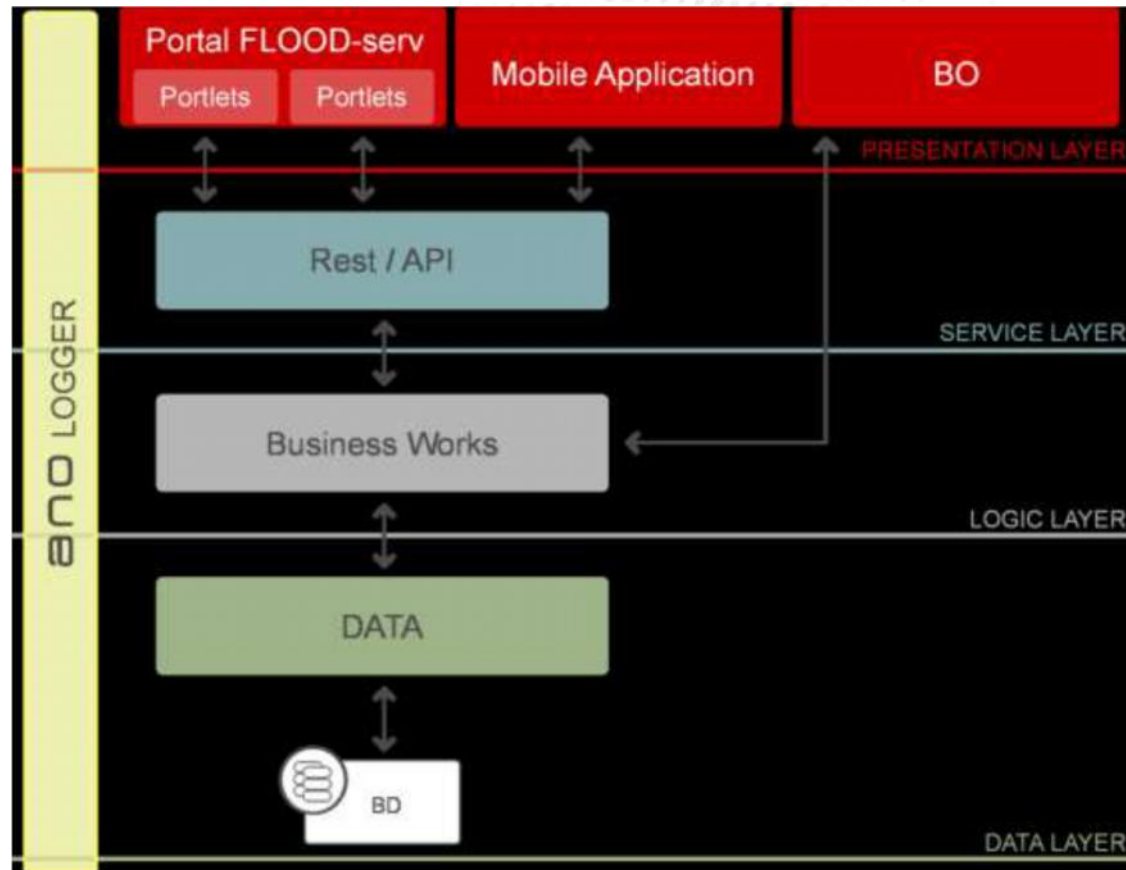 Portal FLOOD-serv
Portlets
Portlets
Mobile Application
BO
PRESENTATION LAYER
Rest / API
SERVICE LAYER
Business Works
LOGIC LAYER
DATA
BD
DATA LAYER
ano LOGGER